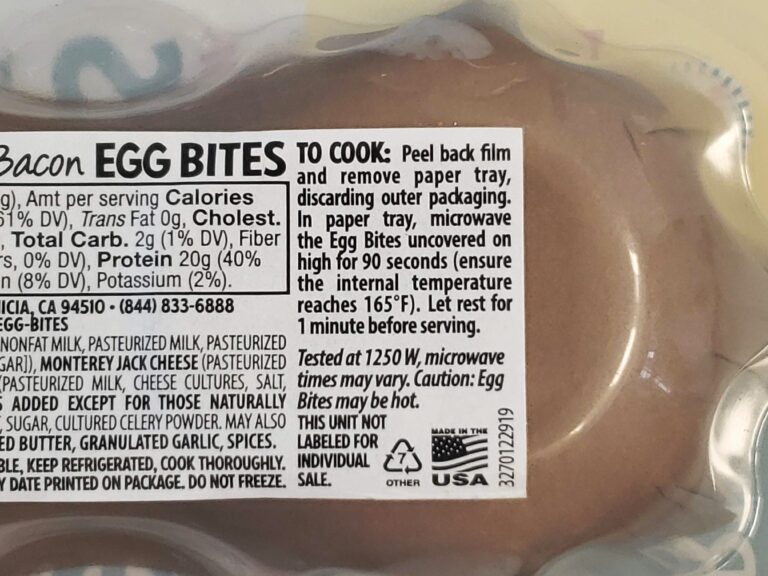 Bacon EGG BITES
g), Amt per serving Calories
61% DV), Trans Fat 0g, Cholest.
, Total Carb. 2g (1% DV), Fiber
rs, 0% DV), Protein 20g (40%
n (8% DV), Potassium (2%).
ICIA, CA 94510 • (844) 833-6888
EGG-BITES
NONFAT MILK, PASTEURIZED MILK, PASTEURIZED
GAR]), MONTEREY JACK CHEESE (PASTEURIZED
(PASTEURIZED MILK, CHEESE CULTURES, SALT,
S ADDED EXCEPT FOR THOSE NATURALLY
, SUGAR, CULTURED CELERY POWDER. MAY ALSO
ED BUTTER, GRANULATED GARLIC, SPICES.
BLE, KEEP REFRIGERATED, COOK THOROUGHLY.
Y DATE PRINTED ON PACKAGE. DO NOT FREEZE.
TO COOK: Peel back film
and remove paper tray,
discarding outer packaging.
In paper tray, microwave
the Egg Bites uncovered on
high for 90 seconds (ensure
the internal temperature
reaches 165°F). Let rest for
1 minute before serving.
Tested at 1250 W, microwave
times may vary. Caution: Egg
Bites may be hot.
THIS UNIT NOT
LABELED FOR
INDIVIDUAL
SALE.
7
OTHER
MADE IN THE
USA
3270122919